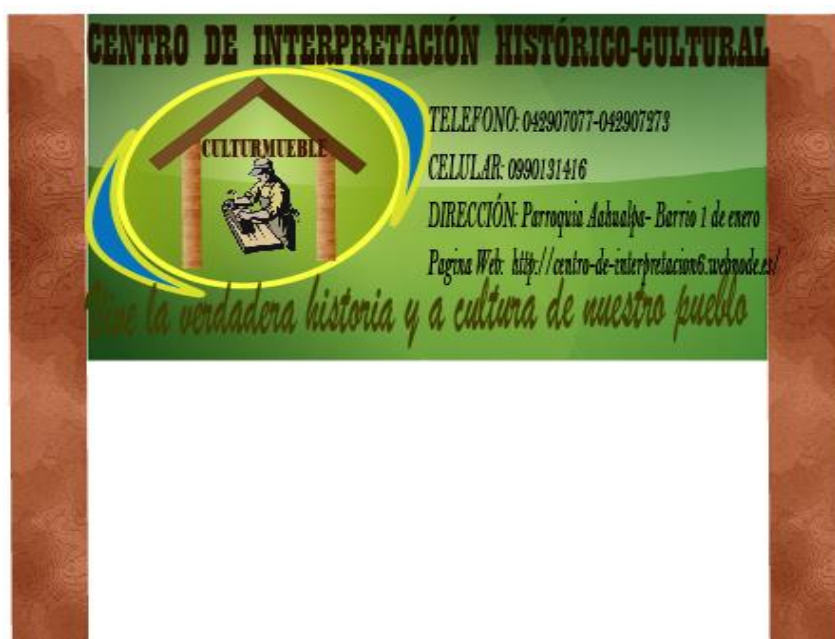 CENTRO DE INTERPRETACIÓN HISTÓRICO-CULTURAL
CULTURMUEBLE
TELEFONO: 042907077-042907273
CELULAR: 0990131416
DIRECCIÓN: Parroquia Aahualpa- Barrio 1 de enero
Pagina Web: http://centro-de-interpretacion6.webnode.es/
Vive la verdadera historia y a cultura de nuestro pueblo